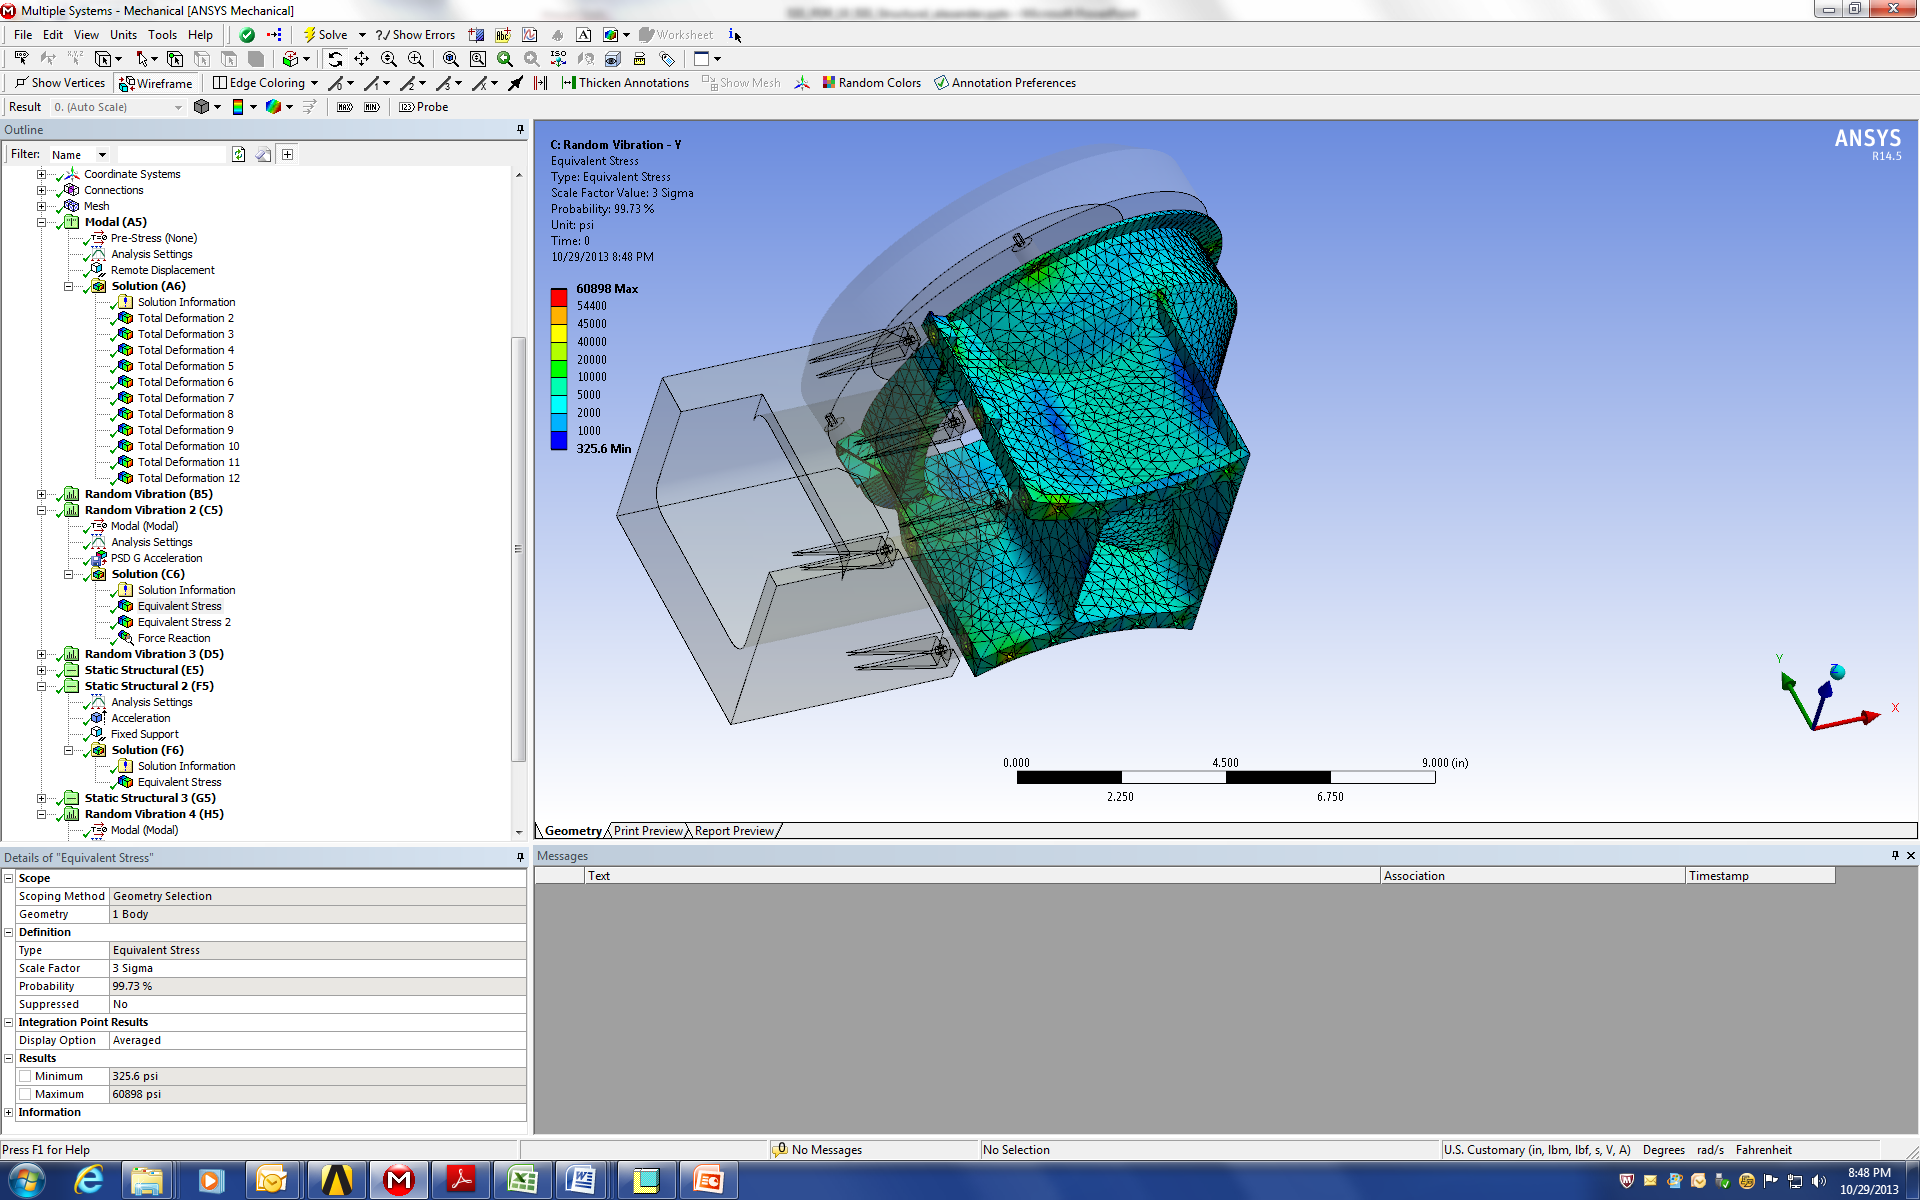 Multiple Systems - Mechanical [ANSYS Mechanical]
File Edit View Units Tools Help Solve ?/ Show Errors Worksheet
Show Vertices Wireframe Edge Coloring Thicken Annotations Show Mesh Random Colors Annotation Preferences
Result 0. (Auto Scale) MAX MIN 123 Probe
Outline
Filter: Name
Coordinate Systems
Connections
Mesh
Modal (A5)
Pre-Stress (None)
Analysis Settings
Remote Displacement
Solution (A6)
Solution Information
Total Deformation 2
Total Deformation 3
Total Deformation 4
Total Deformation 5
Total Deformation 6
Total Deformation 7
Total Deformation 8
Total Deformation 9
Total Deformation 10
Total Deformation 11
Total Deformation 12
Random Vibration (B5)
Random Vibration 2 (C5)
Modal (Modal)
Analysis Settings
PSD G Acceleration
Solution (C6)
Solution Information
Equivalent Stress
Equivalent Stress 2
Force Reaction
Random Vibration 3 (D5)
Static Structural (E5)
Static Structural 2 (F5)
Analysis Settings
Acceleration
Fixed Support
Solution (F6)
Solution Information
Equivalent Stress
Static Structural 3 (G5)
Random Vibration 4 (H5)
Modal (Modal)
C: Random Vibration - Y
Equivalent Stress
Type: Equivalent Stress
Scale Factor Value: 3 Sigma
Probability: 99.73 %
Unit: psi
Time: 0
10/29/2013 8:48 PM
60898 Max
54400
45000
40000
20000
10000
5000
2000
1000
325.6 Min
ANSYS
R14.5
Y
Z
X
0.000 4.500 9.000 (in)
2.250 6.750
Geometry Print Preview Report Preview
Details of "Equivalent Stress"
Scope
Scoping Method Geometry Selection
Geometry 1 Body
Definition
Type Equivalent Stress
Scale Factor 3 Sigma
Probability 99.73 %
Suppressed No
Integration Point Results
Display Option Averaged
Results
Minimum 325.6 psi
Maximum 60898 psi
Information
Messages
Text Association Timestamp
Press F1 for Help No Messages No Selection U.S. Customary (in, lbm, lbf, s, V, A) Degrees rad/s Fahrenheit
8:48 PM
10/29/2013